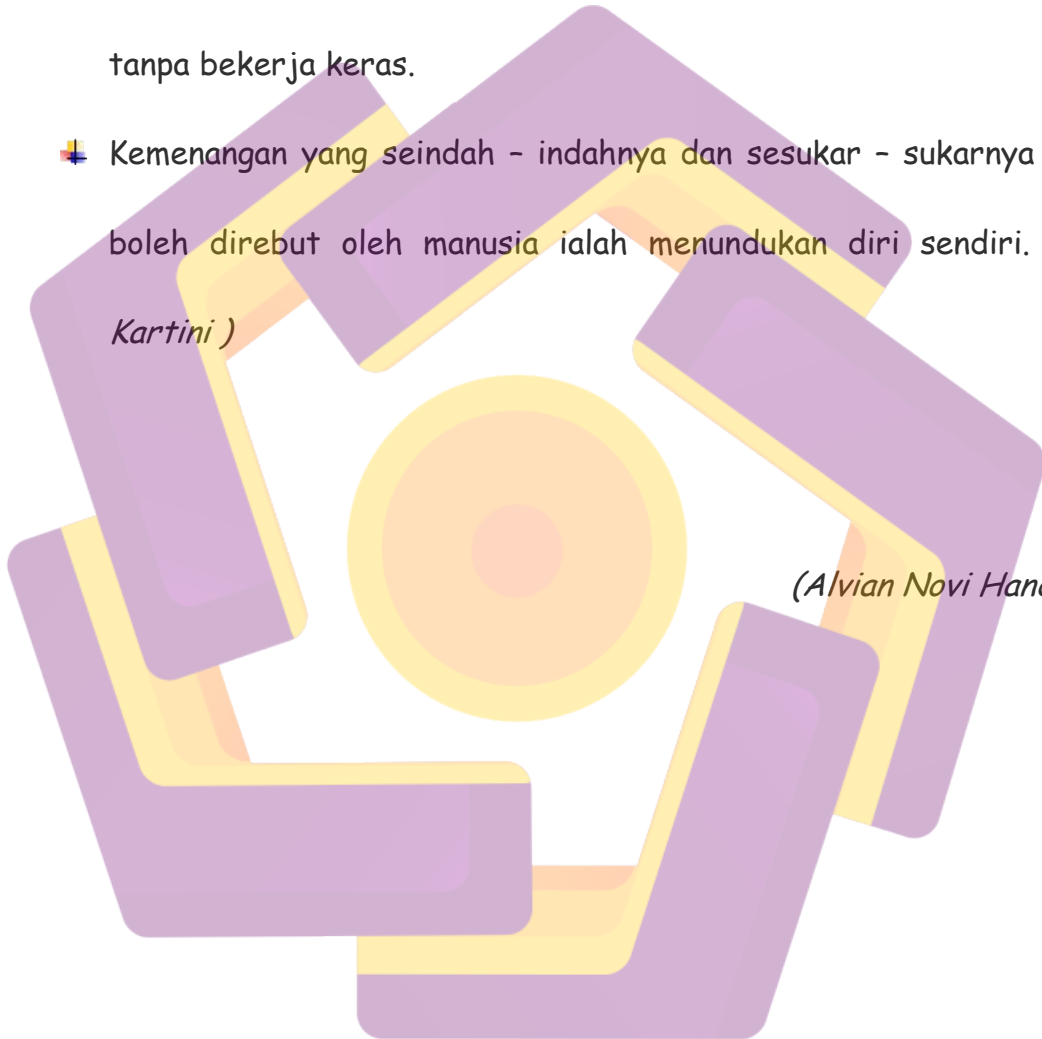 tanpa bekerja keras.
Kemenangan yang seindah – indahnya dan sesukar – sukarnya
boleh direbut oleh manusia ialah menundukan diri sendiri.
Kartini )
(Alvian Novi